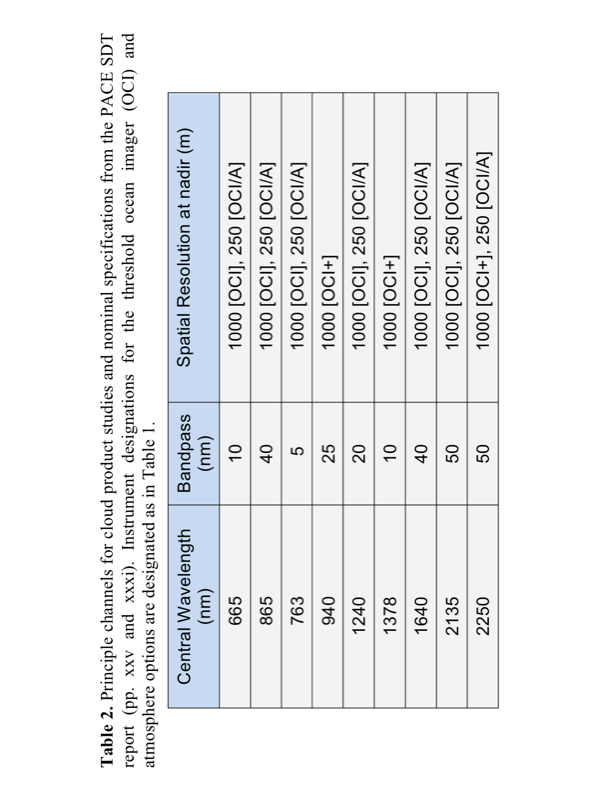 Table 2. Principle channels for cloud product studies and nominal specifications from the PACE SDT
report (pp. xxv and xxxi). Instrument designations for the threshold ocean imager (OCI) and
atmosphere options are designated as in Table 1.
Central Wavelength (nm) Bandpass (nm) Spatial Resolution at nadir (m)
665 10 1000 [OCI], 250 [OCI/A]
865 40 1000 [OCI], 250 [OCI/A]
763 5 1000 [OCI], 250 [OCI/A]
940 25 1000 [OCI+]
1240 20 1000 [OCI], 250 [OCI/A]
1378 10 1000 [OCI+]
1640 40 1000 [OCI], 250 [OCI/A]
2135 50 1000 [OCI], 250 [OCI/A]
2250 50 1000 [OCI+], 250 [OCI/A]